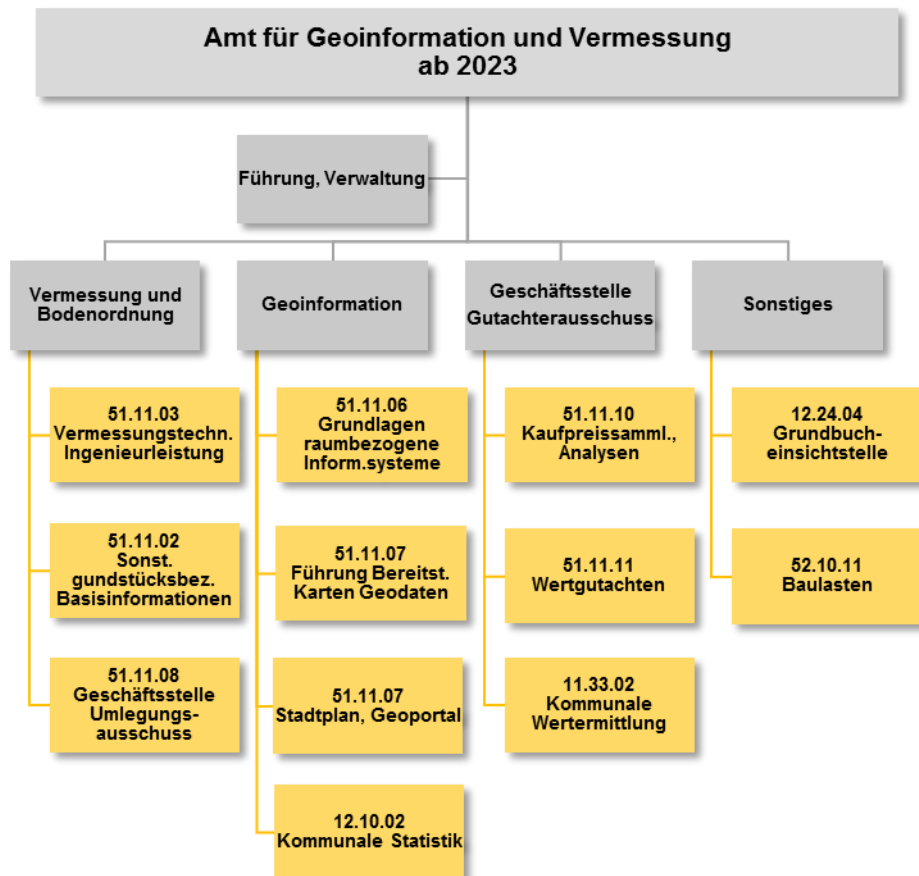 Amt für Geoinformation und Vermessung
ab 2023
Führung, Verwaltung
Vermessung und
Bodenordnung
51.11.03
Vermessungstechn.
Ingenieurleistung
51.11.02
Sonst.
gundstücksbez.
Basisinformationen
51.11.08
Geschäftsstelle
Umlegungs-
ausschuss
Geoinformation
51.11.06
Grundlagen
raumbezogene
Inform.systeme
51.11.07
Führung Bereitst.
Karten Geodaten
51.11.07
Stadtplan, Geoportal
12.10.02
Kommunale Statistik
Geschäftsstelle
Gutachterausschuss
51.11.10
Kaufpreissamml.,
Analysen
51.11.11
Wertgutachten
11.33.02
Kommunale
Wertermittlung
Sonstiges
12.24.04
Grundbuch-
einsichtstelle
52.10.11
Baulasten